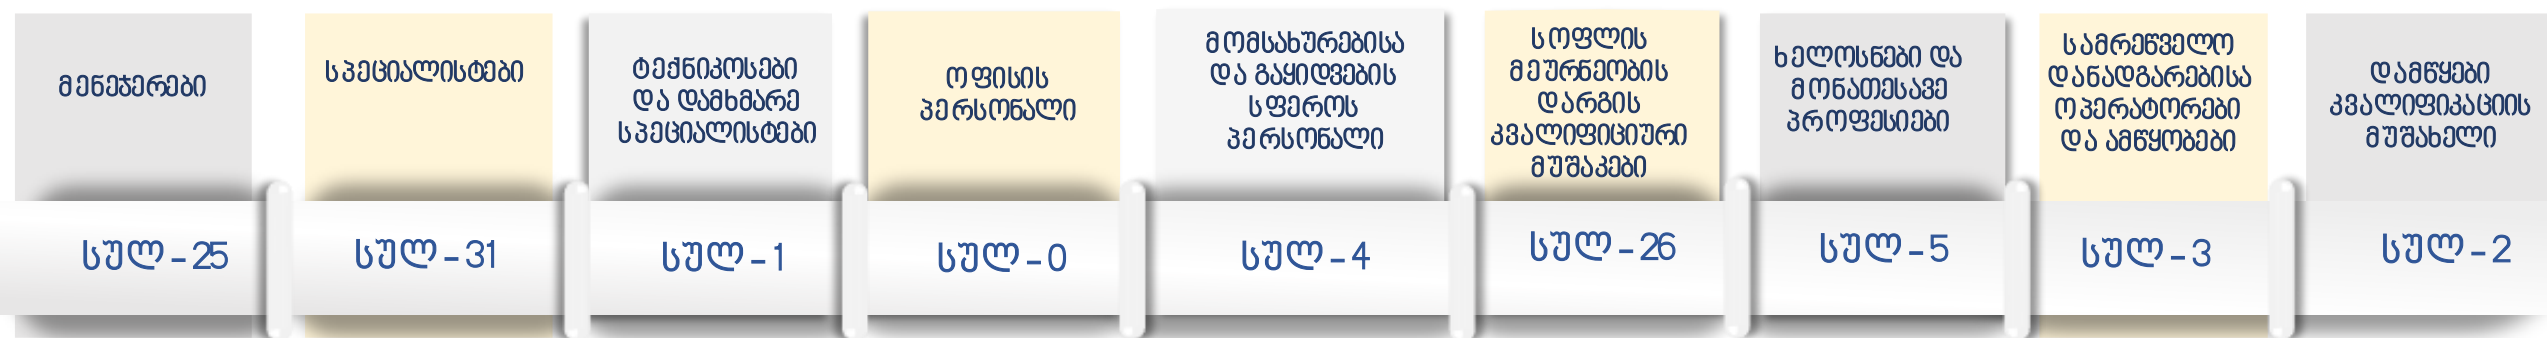 მენეჯერები
სპეციალისტები
ტექნიკოსები
და დამხმარე
სპეციალისტები
ოფისის
პერსონალი
მომსახურებისა
და გაყიდვების
სფეროს
პერსონალი
სოფლის
მეურნეობის
დარგის
კვალიფიციური
მუშაკები
ხელოსნები და
მონათესავე
პროფესიები
სამრეწველო
დანადგარებისა
ოპერატორები
და ამწყობები
დამწყები
კვალიფიკაციის
მუშახელი
სულ -25
სულ -31
სულ -1
სულ -0
სულ -4
სულ -26
სულ -5
სულ -3
სულ -2